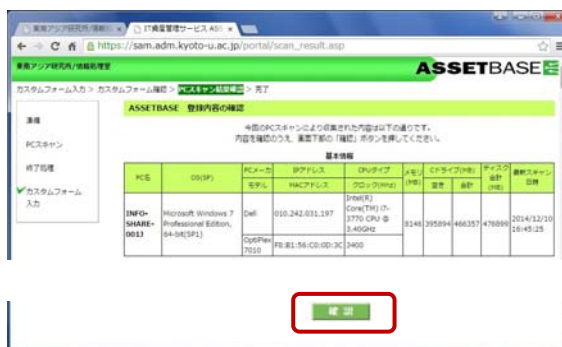 東南アジア研究所/情報 × IT資産管理サービス ASS ×
https://sam.adm.kyoto-u.ac.jp/portal/scan_result.asp
東南アジア研究所/情報処理室
ASSETBASE
カスタムフォーム入力 > カスタムフォーム確認 > PCスキャン結果確認 > 完了
準備
PCスキャン
終了処理
カスタムフォーム入力
ASSETBASE 登録内容の確認
今回のPCスキャンにより収集された内容は以下の通りです。
内容を確認のうえ、画面下部の「確認」ボタンを押してください。
基本情報
PC名 OS(SP) PCメーカ IPアドレス CPUタイプ メモリ(MB) Cドライブ(MB) ディスク合計(MB) 最新スキャン日時
モデル MACアドレス クロック(MHz) 空き 合計
INFO-SHARE-0013 Microsoft Windows 7 Professional Edition, 64-bit(SP1) Dell 010.242.031.197 Intel(R) Core(TM) i7-3770 CPU @ 3.40GHz 8146 395894 466357 476899 2014/12/10 16:45:25
OptiPlex 7010 F8:B1:56:C0:0D:3C 3400
確 認